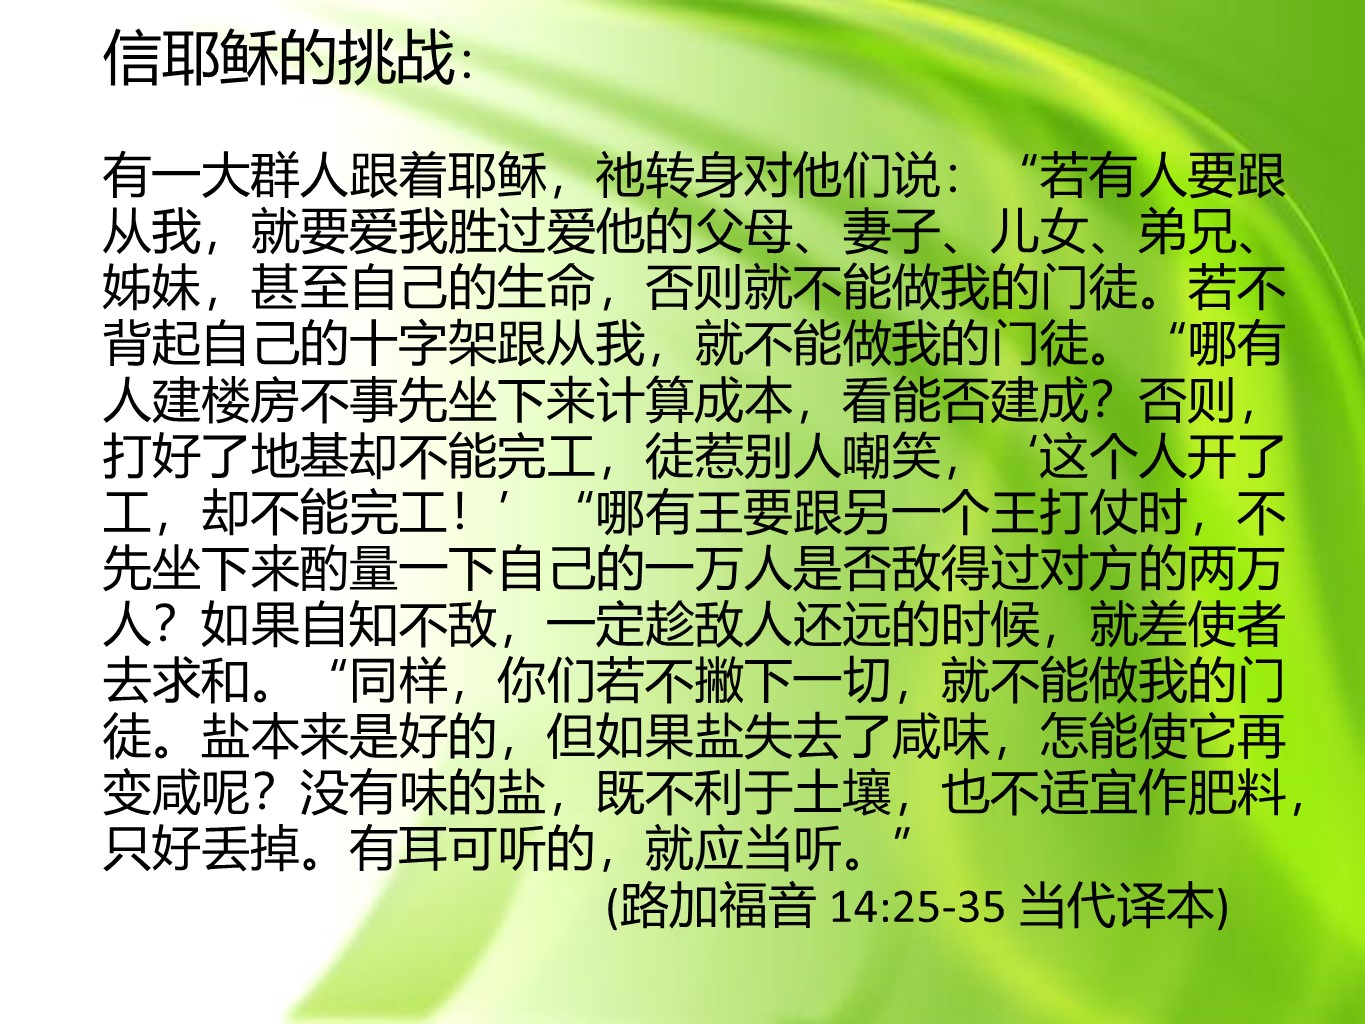 信耶稣的挑战：
有一大群人跟着耶稣，祂转身对他们说：“若有人要跟
从我，就要爱我胜过爱他的父母、妻子、儿女、弟兄、
姊妹，甚至自己的生命，否则就不能做我的门徒。若不
背起自己的十字架跟从我，就不能做我的门徒。“哪有
人建楼房不事先坐下来计算成本，看能否建成？否则，
打好了地基却不能完工，徒惹别人嘲笑，‘这个人开了
工，却不能完工！’“哪有王要跟另一个王打仗时，不
先坐下来酌量一下自己的一万人是否敌得过对方的两万
人？如果自知不敌，一定趁敌人还远的时候，就差使者
去求和。“同样，你们若不撇下一切，就不能做我的门
徒。盐本来是好的，但如果盐失去了咸味，怎能使它再
变咸呢？没有味的盐，既不利于土壤，也不适宜作肥料，
只好丢掉。有耳可听的，就应当听。”
(路加福音 14:25-35 当代译本)